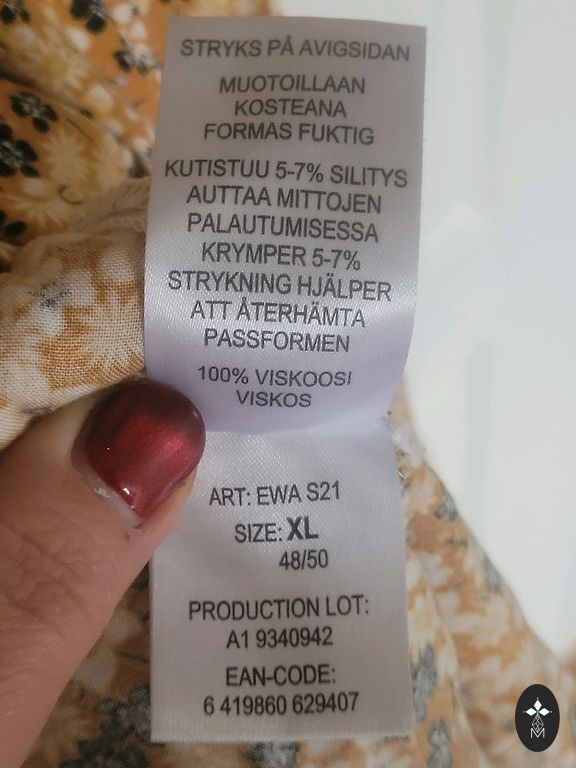 STRYKS PÅ AVIGSIDAN
MUOTOILLAAN
KOSTEANA
FORMAS FUKTIG
KUTISTUU 5-7% SILITYS
AUTTAA MITTOJEN
PALAUTUMISESSA
KRYMPER 5-7%
STRYKNING HJÄLPER
ATT ÅTERHÄMTA
PASSFORMEN
100% VISKOOSI
VISKOS
ART: EWA S21
SIZE: XL
48/50
PRODUCTION LOT:
A1 9340942
EAN-CODE:
6 419860 629407